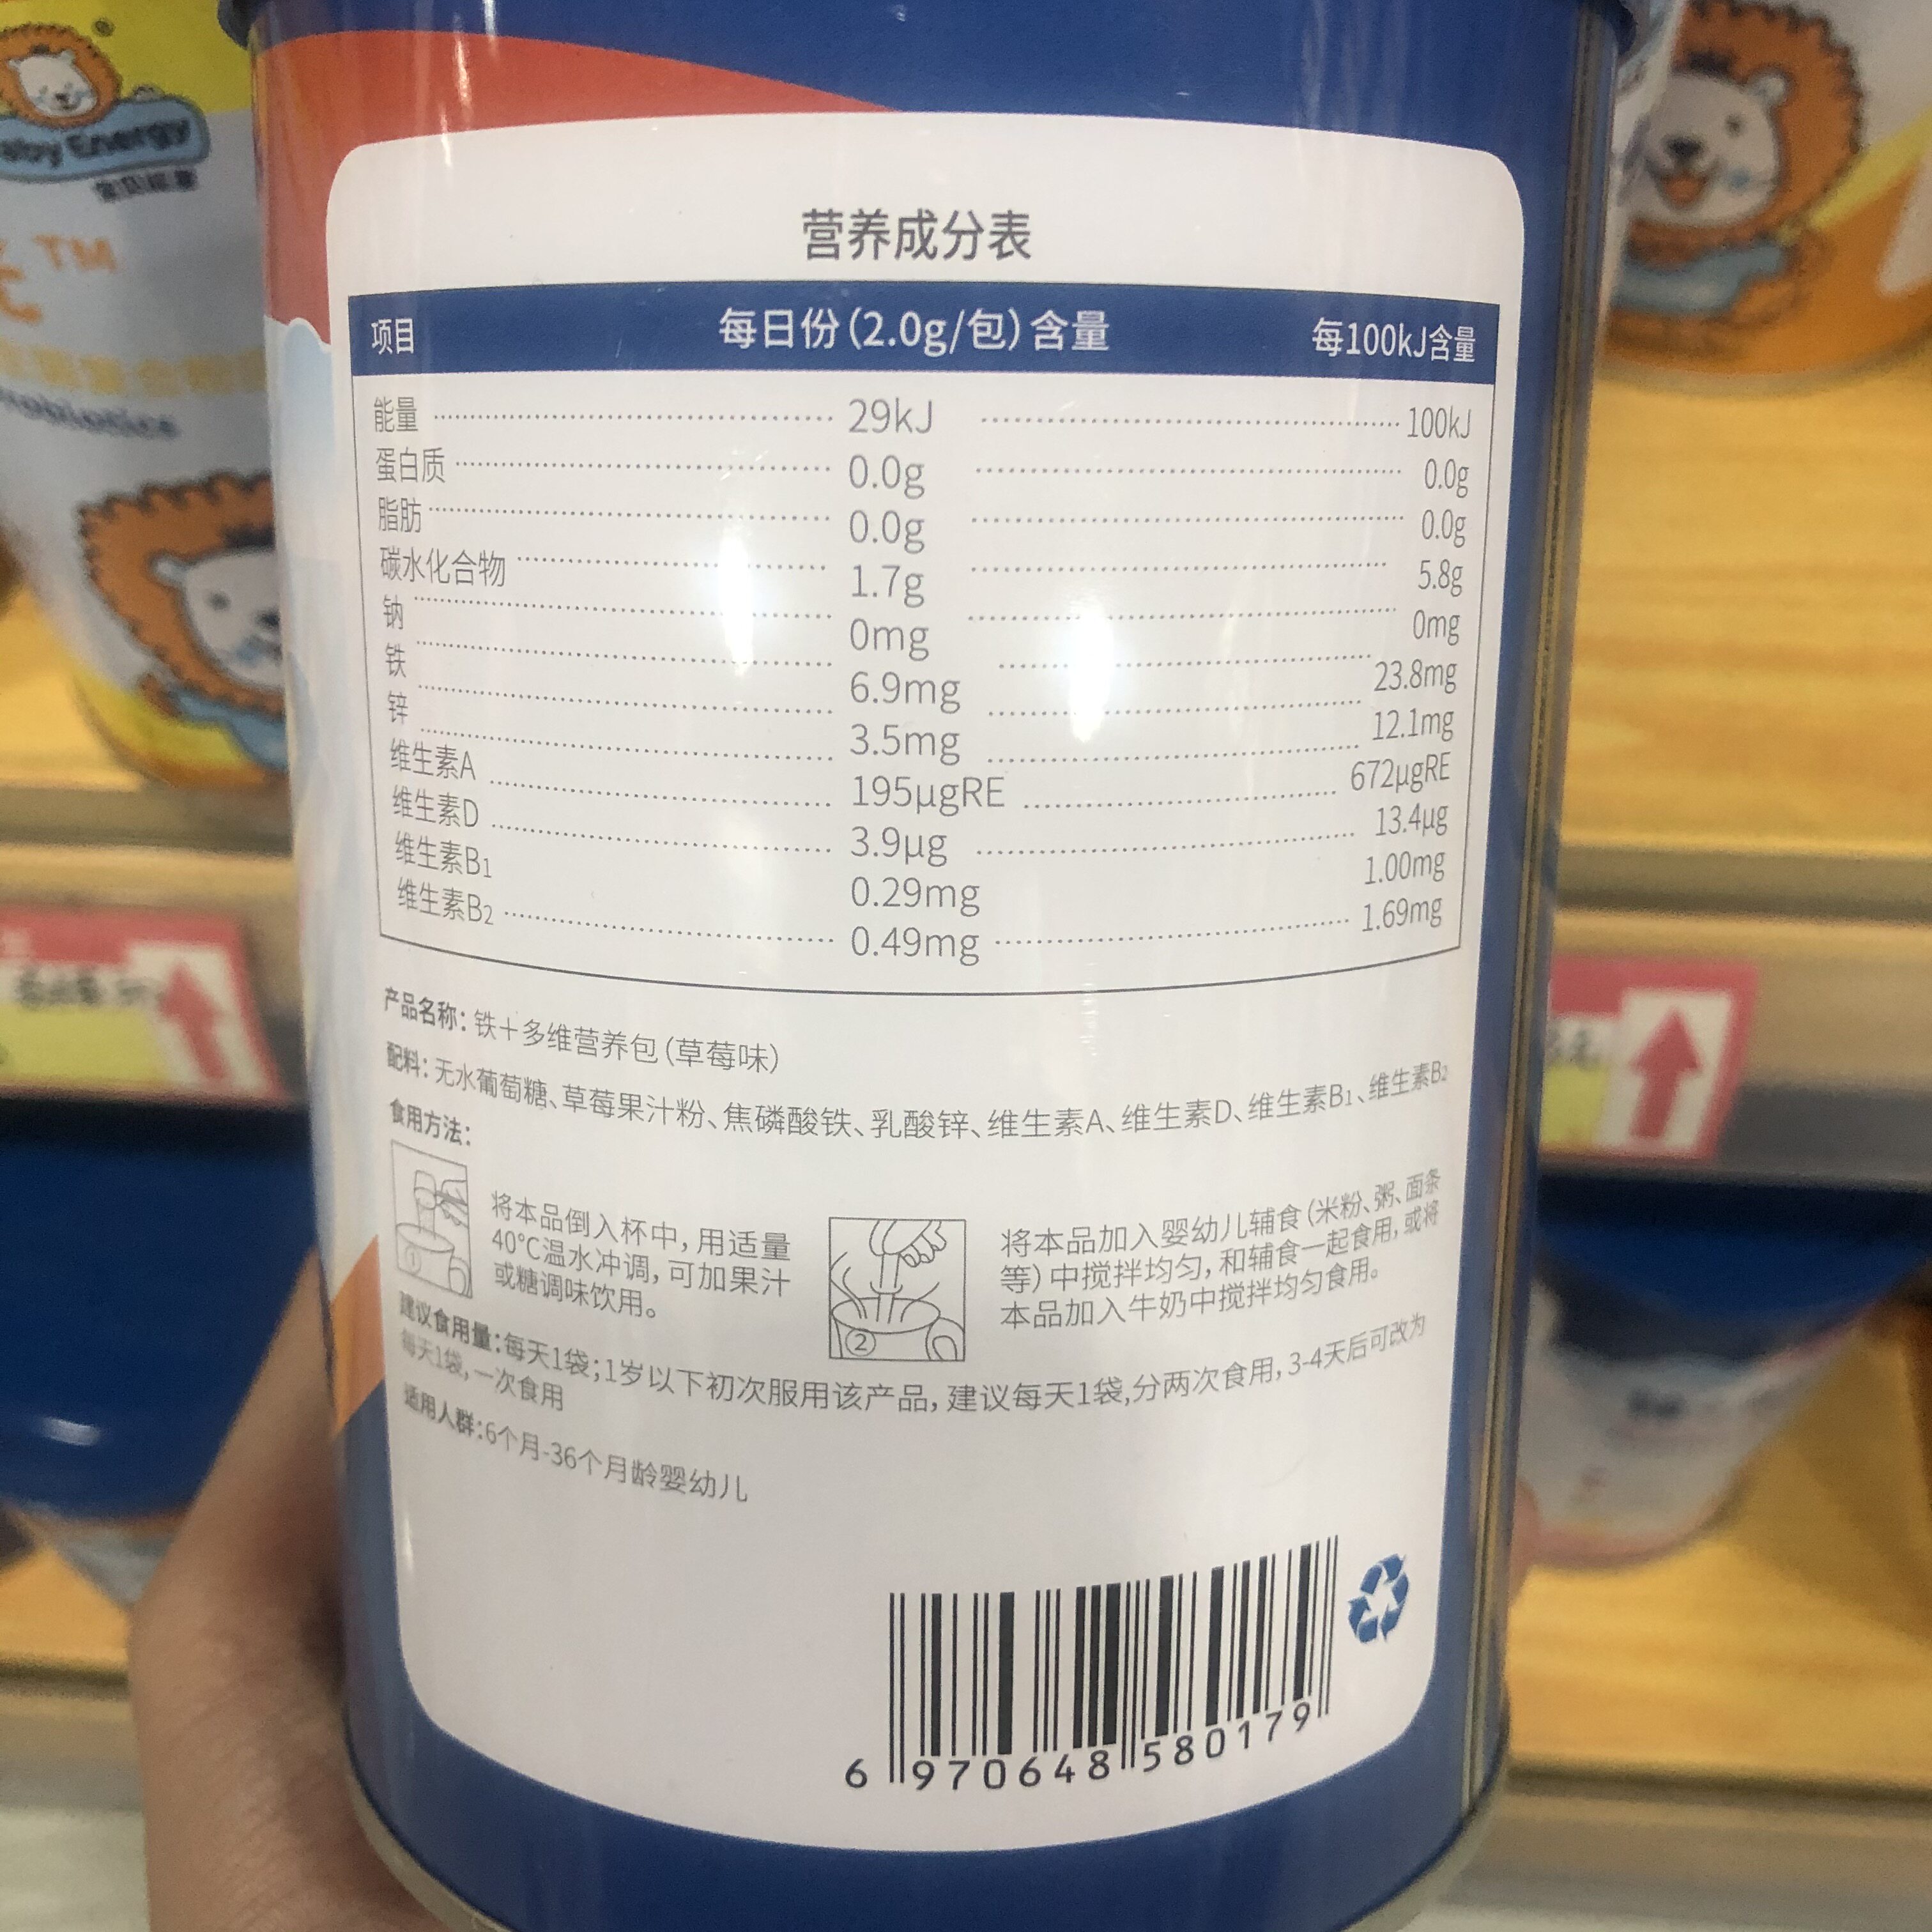 营养成分表
项目 每日份(2.0g/包)含量 每100kJ含量
能量 29kJ 100kJ
蛋白质 0.0g 0.0g
脂肪 0.0g 0.0g
碳水化合物 1.7g 5.8g
钠 0mg 0mg
铁 6.9mg 23.8mg
锌 3.5mg 12.1mg
维生素A 195µgRE 672µgRE
维生素D 3.9µg 13.4µg
维生素B1 0.29mg 1.00mg
维生素B2 0.49mg 1.69mg
产品名称:铁+多维营养包(草莓味)
配料:无水葡萄糖、草莓果汁粉、焦磷酸铁、乳酸锌、维生素A、维生素D、维生素B1、维生素B2
食用方法:
①
将本品倒入杯中,用适量
40℃温水冲调,可加果汁
或糖调味饮用。
②
将本品加入婴幼儿辅食(米粉、粥、面条
等)中搅拌均匀,和辅食一起食用,或将
本品加入牛奶中搅拌均匀食用。
建议食用量:每天1袋;1岁以下初次服用该产品,建议每天1袋,分两次食用,3-4天后可改为
每天1袋,一次食用
适用人群:6个月-36个月龄婴幼儿
6 970648 580179
Baby Energy
宝贝能量
TM